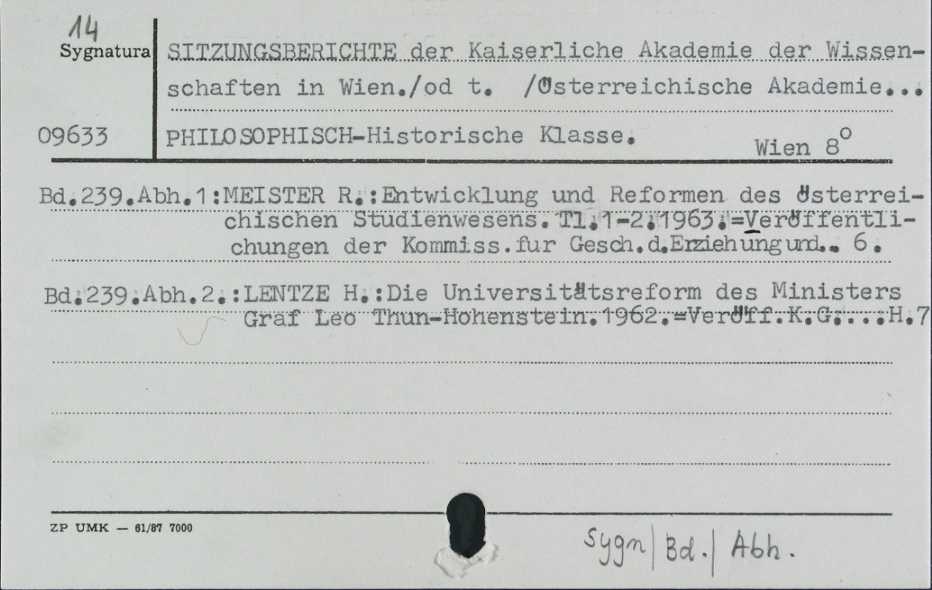 14
Sygnatura
SITZUNGSBERICHTE der Kaiserliche Akademie der Wissen-
schaften in Wien./od t. /Österreichische Akademie...
09633
PHILOSOPHISCH-Historische Klasse.
Wien 8°
Bd.239.Abh.1:MEISTER R.:Entwicklung und Reformen des österrei-
chischen Studienwesens. Tl.1-2.1963.=Veröffentli-
chungen der Kommiss.fur Gesch.d.Erziehung und.. 6.
Bd.239.Abh.2.:LENTZE H.:Die Universitätsreform des Ministers
Graf Leo Thun-Hohenstein.1962.=Veröff.K.G....H.7
ZP UMK — 61/87 7000
Sygn/Bd./Abh.